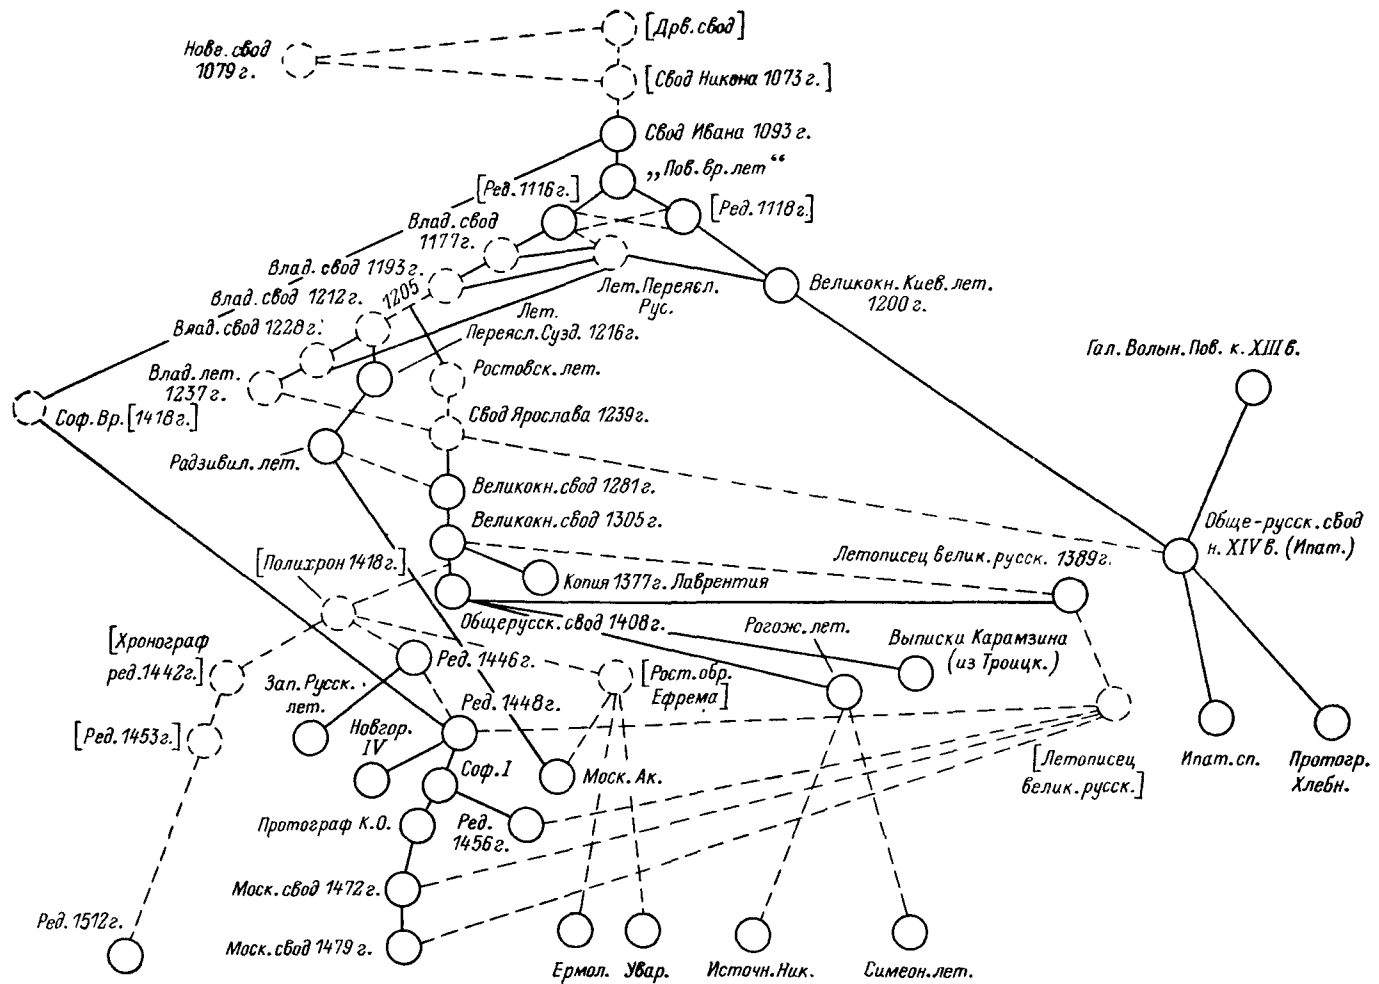 [Дрв. свод]
Новг. свод
1079 г.
[Свод Никона 1073 г.]
Свод Ивана 1093 г.
„Пов. вр. лет“
[Ред. 1116 г.]
[Ред. 1118 г.]
Влад. свод
1177 г.
Влад. свод 1193 г.
Влад. свод 1212 г.
1205
Влад. свод 1228 г.
Лет. Переясл.
Рус.
Великокн. Киев. лет.
1200 г.
Лет.
Переясл. Сузд. 1216 г.
Гал. Волын. Пов. к. XIII в.
Влад. лет.
1237 г.
Ростовск. лет.
Соф. Вр. [1418 г.]
Свод Ярослава 1239 г.
Радзивил. лет.
Великокн. свод 1281 г.
Великокн. свод 1305 г.
Обще-русск. свод
н. XIV в. (Ипат.)
Летописец велик. русск. 1389 г.
[Полихрон 1418 г.]
Копия 1377 г. Лаврентия
Общерусск. свод 1408 г.
Рогож. лет.
Выписки Карамзина
(из Троицк.)
[Хронограф
ред. 1442 г.]
Ред. 1446 г.
[Рост. обр.
Ефрема]
Зап. Русск.
лет.
Ред. 1448 г.
[Ред. 1453 г.]
Новгор.
IV
Соф. I
Моск. Ак.
[Летописец
велик. русск.]
Ипат. сп.
Протогр.
Хлебн.
Протограф К.О.
Ред.
1456 г.
Моск. свод 1472 г.
Ред. 1512 г.
Моск. свод 1479 г.
Ермол.
Увар.
Источн. Ник.
Симеон. лет.